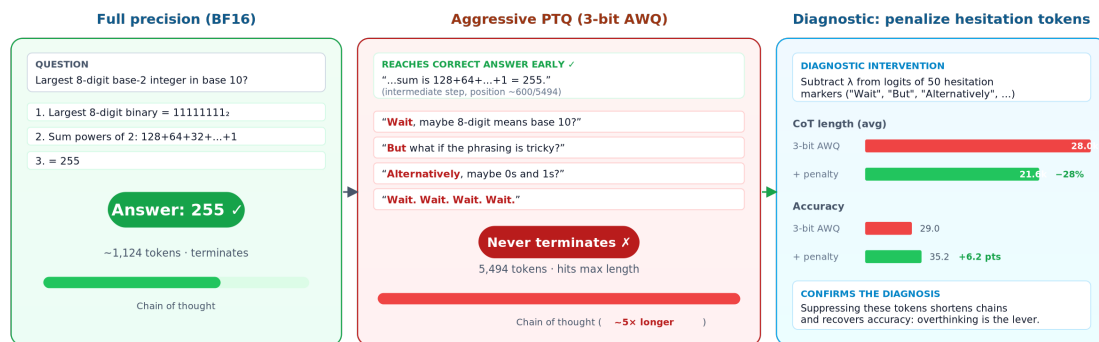 Full precision (BF16)
QUESTION
Largest 8-digit base-2 integer in base 10?
1. Largest 8-digit binary = 11111111₂
2. Sum powers of 2: 128+64+32+...+1
3. = 255
Answer: 255 ✓
~1,124 tokens · terminates
Chain of thought
Aggressive PTQ (3-bit AWQ)
REACHES CORRECT ANSWER EARLY ✓
“...sum is 128+64+...+1 = 255.”
(intermediate step, position ~600/5494)
“Wait, maybe 8-digit means base 10?”
“But what if the phrasing is tricky?”
“Alternatively, maybe 0s and 1s?”
“Wait. Wait. Wait. Wait.”
Never terminates ✗
5,494 tokens · hits max length
Chain of thought ( ~5× longer )
Diagnostic: penalize hesitation tokens
DIAGNOSTIC INTERVENTION
Subtract λ from logits of 50 hesitation
markers ("Wait", "But", "Alternatively", ...)
CoT length (avg)
3-bit AWQ 28.0
+ penalty 21.6 −28%
Accuracy
3-bit AWQ 29.0
+ penalty 35.2 +6.2 pts
CONFIRMS THE DIAGNOSIS
Suppressing these tokens shortens chains
and recovers accuracy: overthinking is the lever.